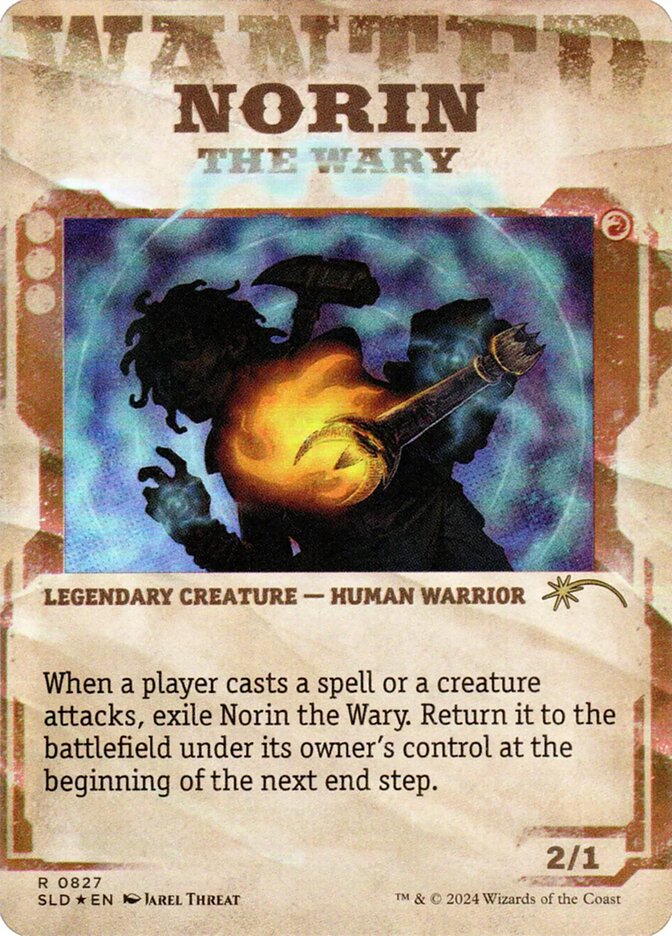 WANTED
NORIN
THE WARY
LEGENDARY CREATURE — HUMAN WARRIOR
When a player casts a spell or a creature
attacks, exile Norin the Wary. Return it to the
battlefield under its owner's control at the
beginning of the next end step.
2/1
R 0827
SLD ★ EN JAREL THREAT
™ & © 2024 Wizards of the Coast